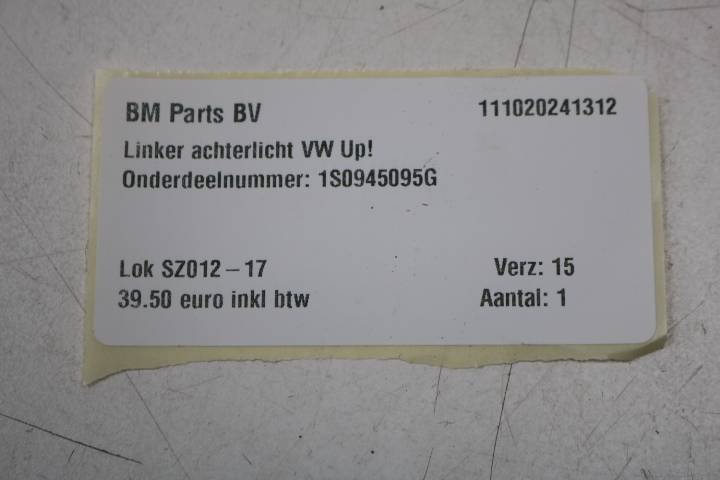 BM Parts BV 111020241312
Linker achterlicht VW Up!
Onderdeelnummer: 1S0945095G
Lok SZ012-17 Verz: 15
39.50 euro inkl btw Aantal: 1